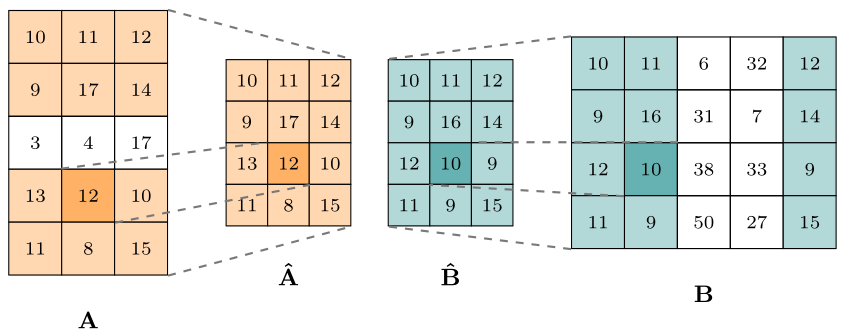 10 11 12
9 17 14
3 4 17
13 12 10
11 8 15
A
10 11 12
9 17 14
13 12 10
11 8 15
Â
10 11 12
9 16 14
12 10 9
11 9 15
B̂
10 11 6 32 12
9 16 31 7 14
12 10 38 33 9
11 9 50 27 15
B